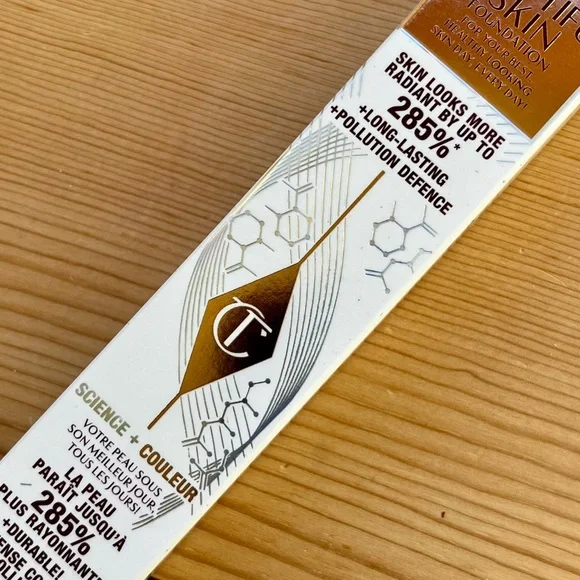 SKIN
FOUNDATION
FOR YOUR BEST,
HEALTHY LOOKING
SKIN DAY, EVERY DAY!
SKIN LOOKS MORE
RADIANT BY UP TO
285%*
+LONG-LASTING
+POLLUTION DEFENCE
CT
SCIENCE + COULEUR
VOTRE PEAU SOUS
SON MEILLEUR JOUR,
TOUS LES JOURS!
LA PEAU
PARAÎT JUSQU'À
285%
PLUS RAYONNANTE
+DURABLE!